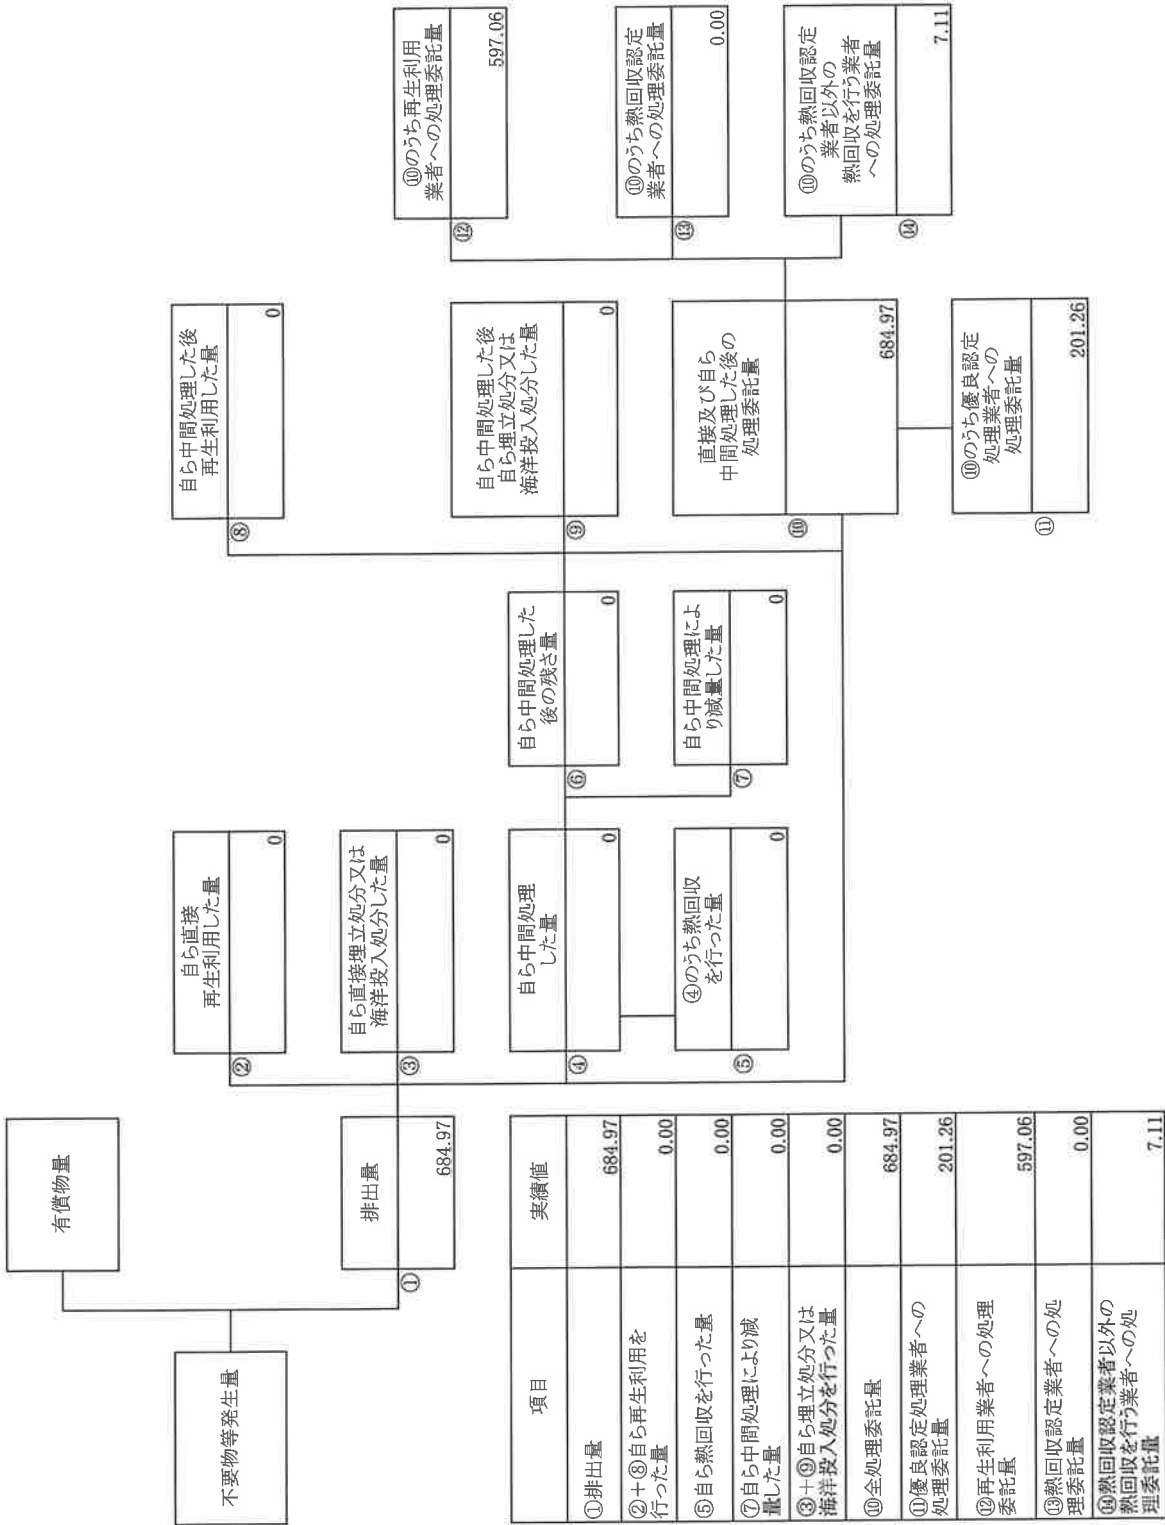 不要物等発生量
有償物量
排出量
①
684.97
自ら直接
再生利用した量
②
0
自ら直接埋立処分又は
海洋投入処分した量
③
0
自ら中間処理
した量
④
0
④のうち熱回収
を行った量
⑤
0
自ら中間処理した
後の残さ量
⑥
0
自ら中間処理によ
り減量した量
⑦
0
自ら中間処理した後
再生利用した量
⑧
0
自ら中間処理した後
自ら埋立処分又は
海洋投入処分した量
⑨
0
直接及び自ら
中間処理した後の
処理委託量
⑩
684.97
⑩のうち優良認定
処理業者への
処理委託量
⑪
201.26
⑩のうち再生利用
業者への処理委託量
⑫
597.06
⑩のうち熱回収認定
業者への処理委託量
⑬
0.00
⑩のうち熱回収認定
業者以外の
熱回収を行う業者
への処理委託量
⑭
7.11
項目 実績値
①排出量 684.97
②+⑧自ら再生利用を
行った量 0.00
⑤自ら熱回収を行った量 0.00
⑦自ら中間処理により減
量した量 0.00
③+⑨自ら埋立処分又は
海洋投入処分を行った量 0.00
⑩全処理委託量 684.97
⑪優良認定処理業者への
処理委託量 201.26
⑫再生利用業者への処理
委託量 597.06
⑬熱回収認定業者への処
理委託量 0.00
⑭熱回収認定業者以外の
熱回収を行う業者への処
理委託量 7.11